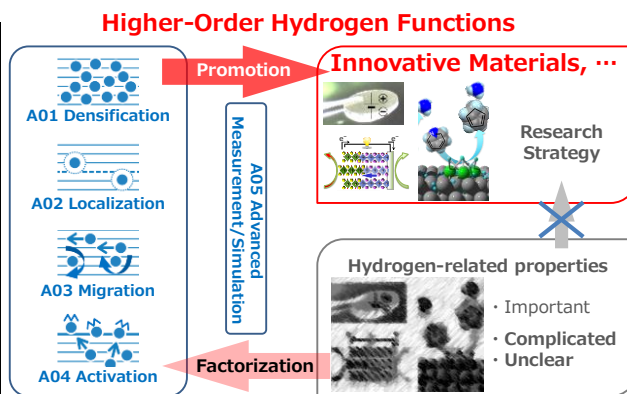 Higher-Order Hydrogen Functions
A01 Densification
A02 Localization
A03 Migration
A04 Activation
Promotion
A05 Advanced
Measurement/Simulation
Factorization
Innovative Materials, …
Research
Strategy
Hydrogen-related properties
・Important
・Complicated
・Unclear